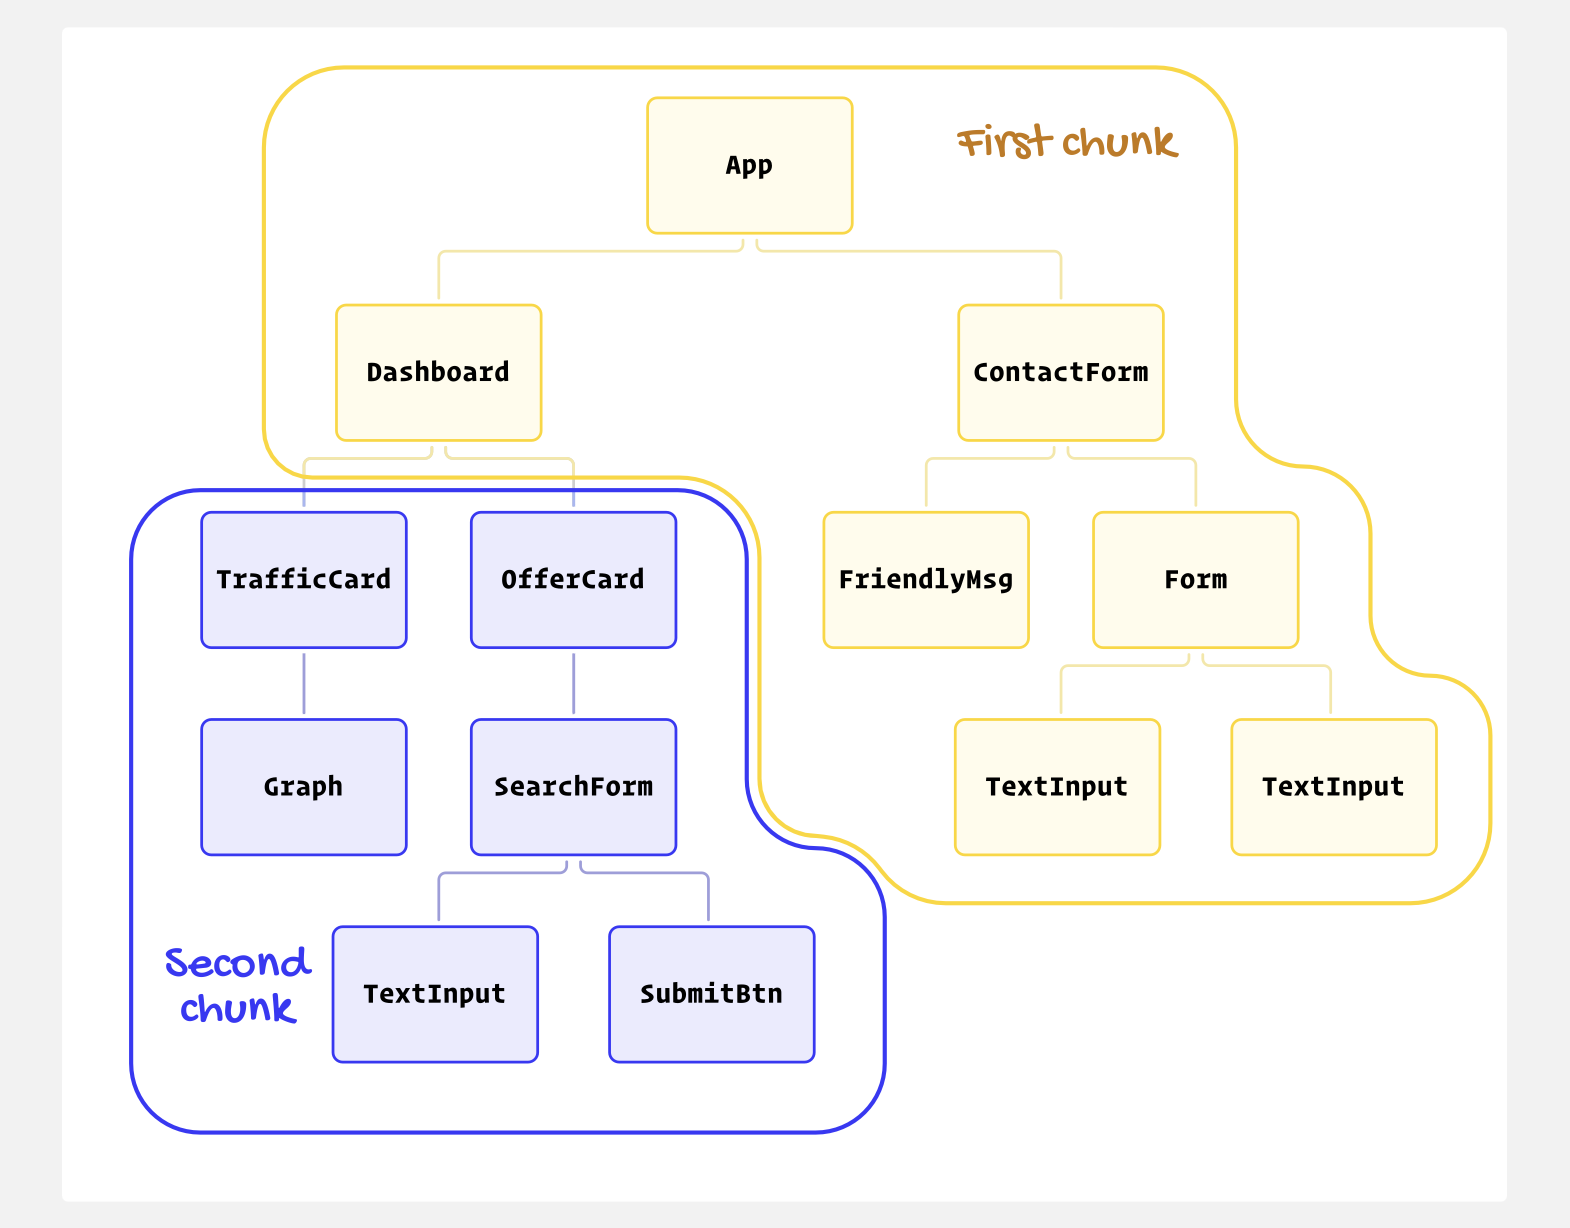 App
First chunk
Dashboard
ContactForm
TrafficCard
OfferCard
FriendlyMsg
Form
Graph
SearchForm
TextInput
TextInput
Second
chunk
TextInput
SubmitBtn